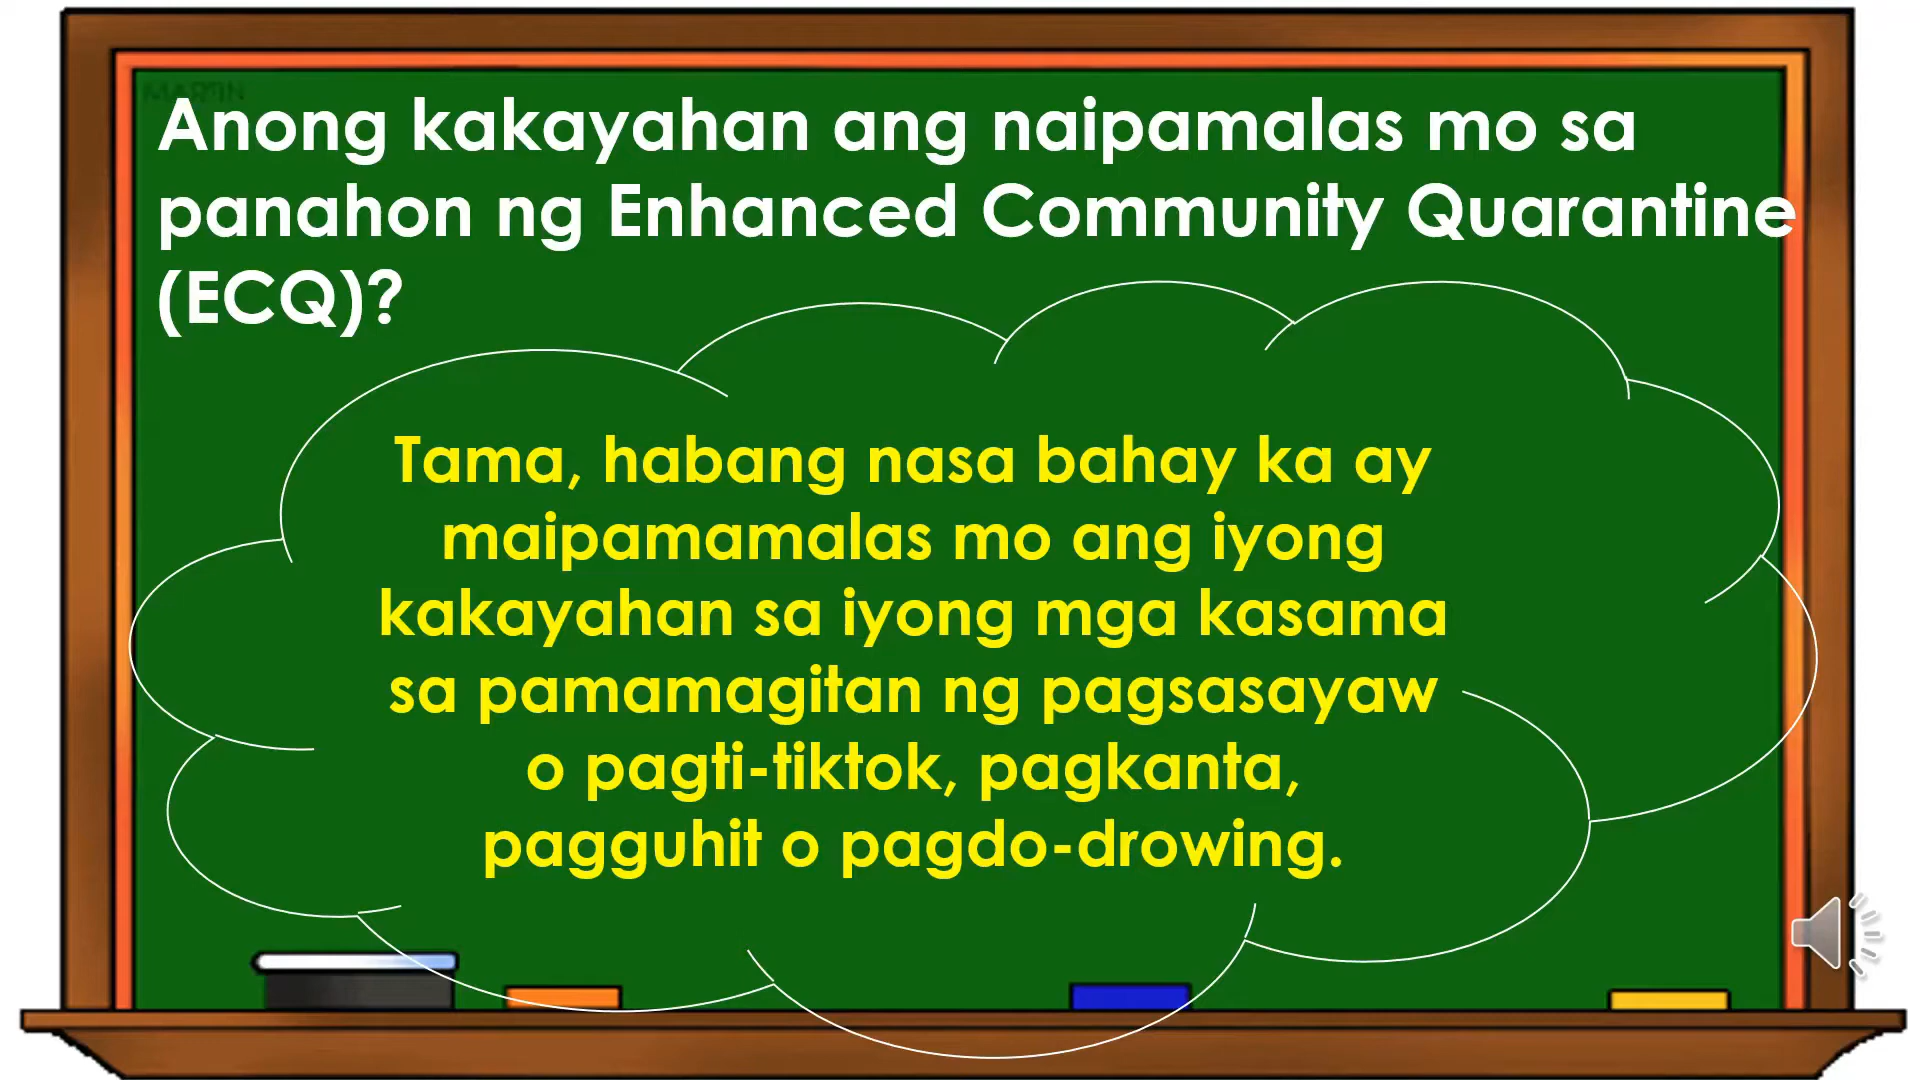 MARTIN
Anong kakayahan ang naipamalas mo sa
panahon ng Enhanced Community Quarantine
(ECQ)?
Tama, habang nasa bahay ka ay
maipamamalas mo ang iyong
kakayahan sa iyong mga kasama
sa pamamagitan ng pagsasayaw
o pagti-tiktok, pagkanta,
pagguhit o pagdo-drowing.